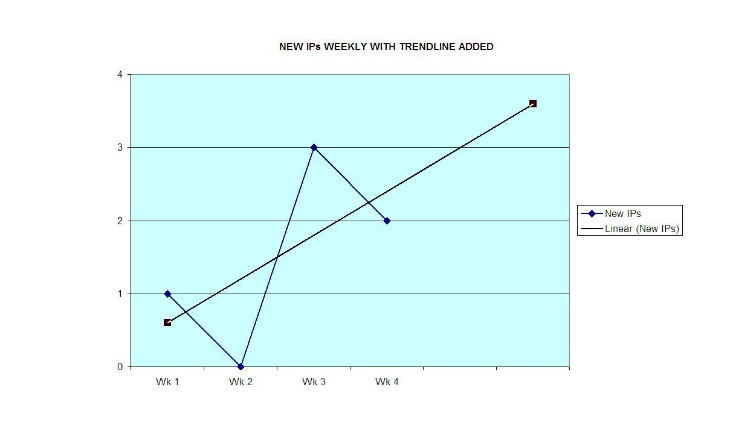 NEW IPs WEEKLY WITH TRENDLINE ADDED
4
3
2
1
0
Wk 1 Wk 2 Wk 3 Wk 4
New IPs
Linear (New IPs)